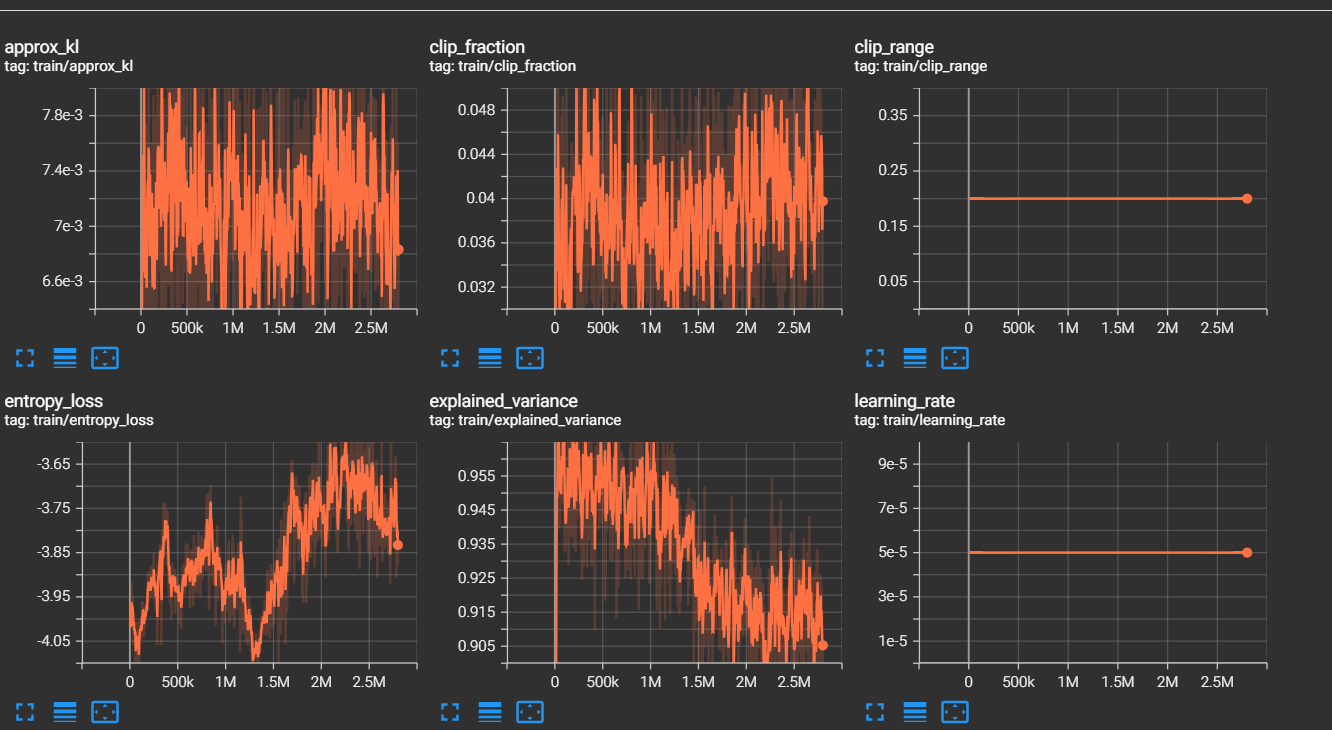 approx_kl
tag: train/approx_kl
7.8e-3
7.4e-3
7e-3
6.6e-3
0 500k 1M 1.5M 2M 2.5M
clip_fraction
tag: train/clip_fraction
0.048
0.044
0.04
0.036
0.032
0 500k 1M 1.5M 2M 2.5M
clip_range
tag: train/clip_range
0.35
0.25
0.15
0.05
0 500k 1M 1.5M 2M 2.5M
entropy_loss
tag: train/entropy_loss
-3.65
-3.75
-3.85
-3.95
-4.05
0 500k 1M 1.5M 2M 2.5M
explained_variance
tag: train/explained_variance
0.955
0.945
0.935
0.925
0.915
0.905
0 500k 1M 1.5M 2M 2.5M
learning_rate
tag: train/learning_rate
9e-5
7e-5
5e-5
3e-5
1e-5
0 500k 1M 1.5M 2M 2.5M